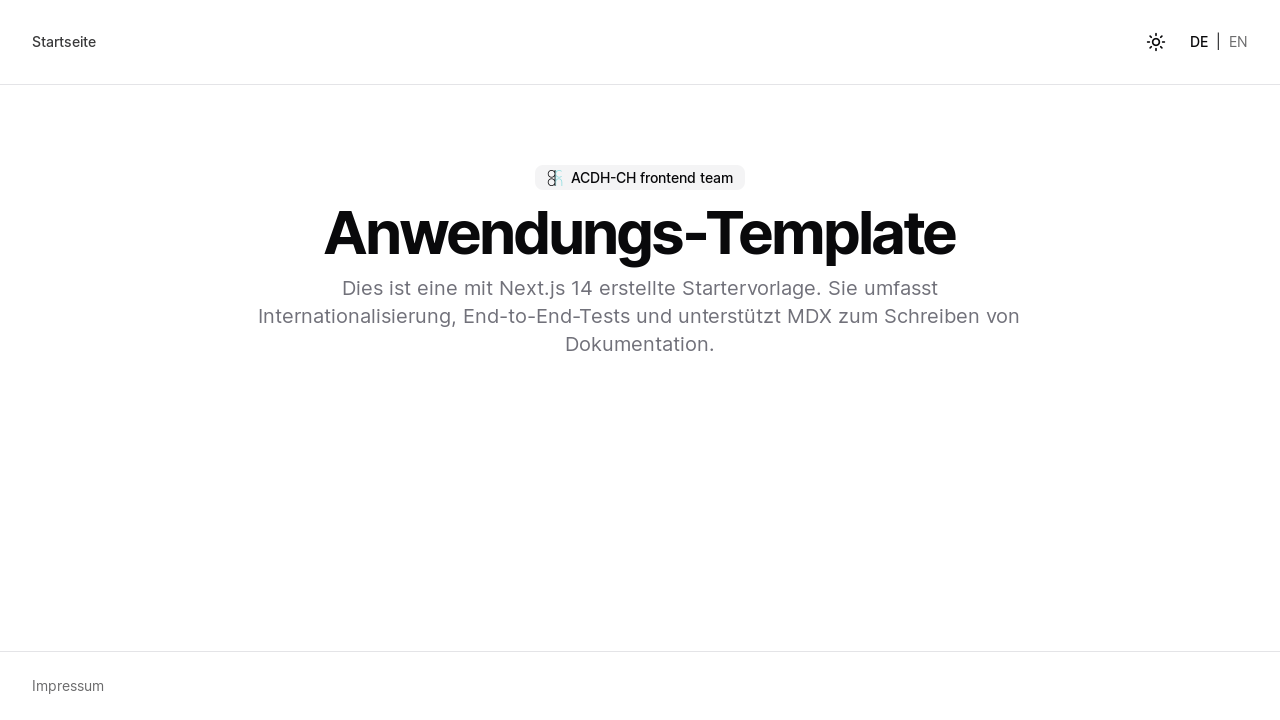 Startseite
DE | EN
ACDH-CH frontend team
Anwendungs-Template
Dies ist eine mit Next.js 14 erstellte Startervorlage. Sie umfasst
Internationalisierung, End-to-End-Tests und unterstützt MDX zum Schreiben von
Dokumentation.
Impressum